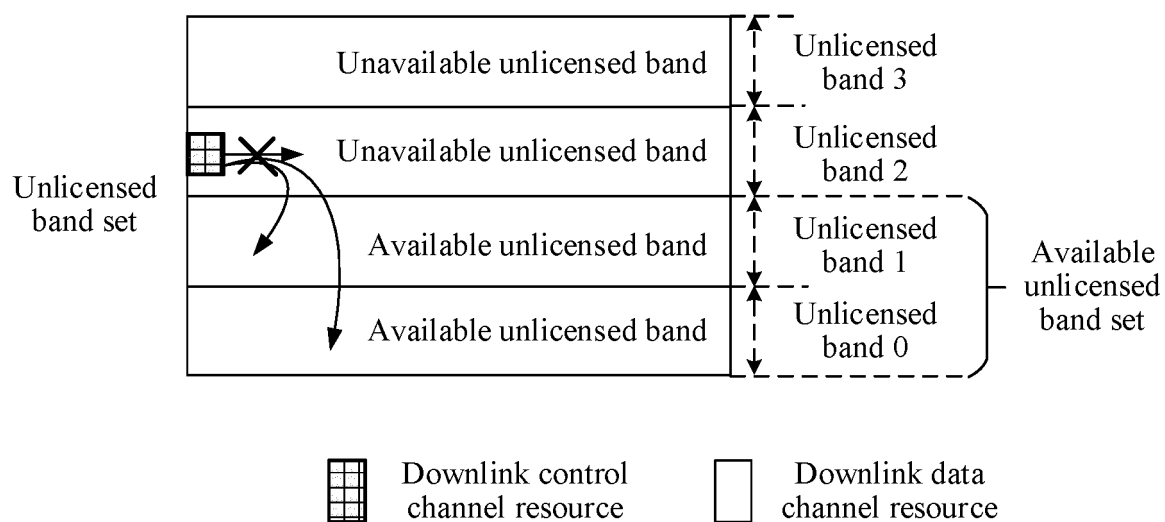 Unavailable unlicensed band
Unlicensed
band 3
Unavailable unlicensed band
Unlicensed
band 2
Unlicensed
band set
Available unlicensed band
Unlicensed
band 1
Available
unlicensed
band set
Available unlicensed band
Unlicensed
band 0
Downlink control
channel resource
Downlink data
channel resource